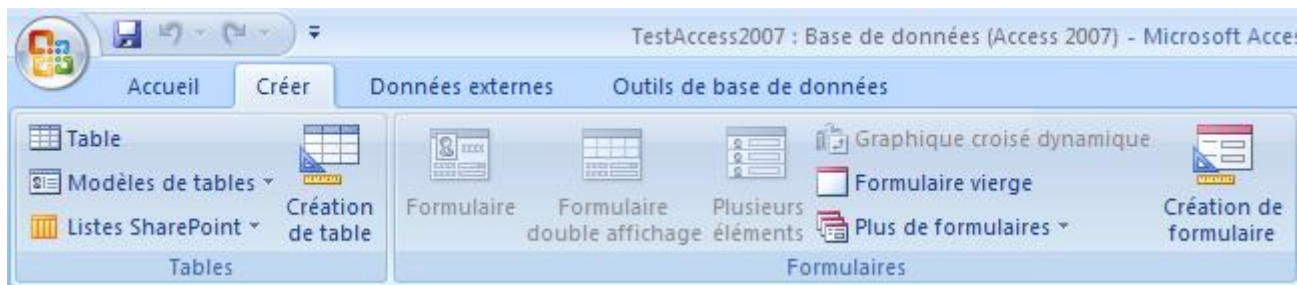 TestAccess2007 : Base de données (Access 2007) - Microsoft Acce
Accueil Créer Données externes Outils de base de données
Table
Modèles de tables
Listes SharePoint
Création de table
Tables
Formulaire
Formulaire double affichage
Plusieurs éléments
Graphique croisé dynamique
Formulaire vierge
Plus de formulaires
Création de formulaire
Formulaires